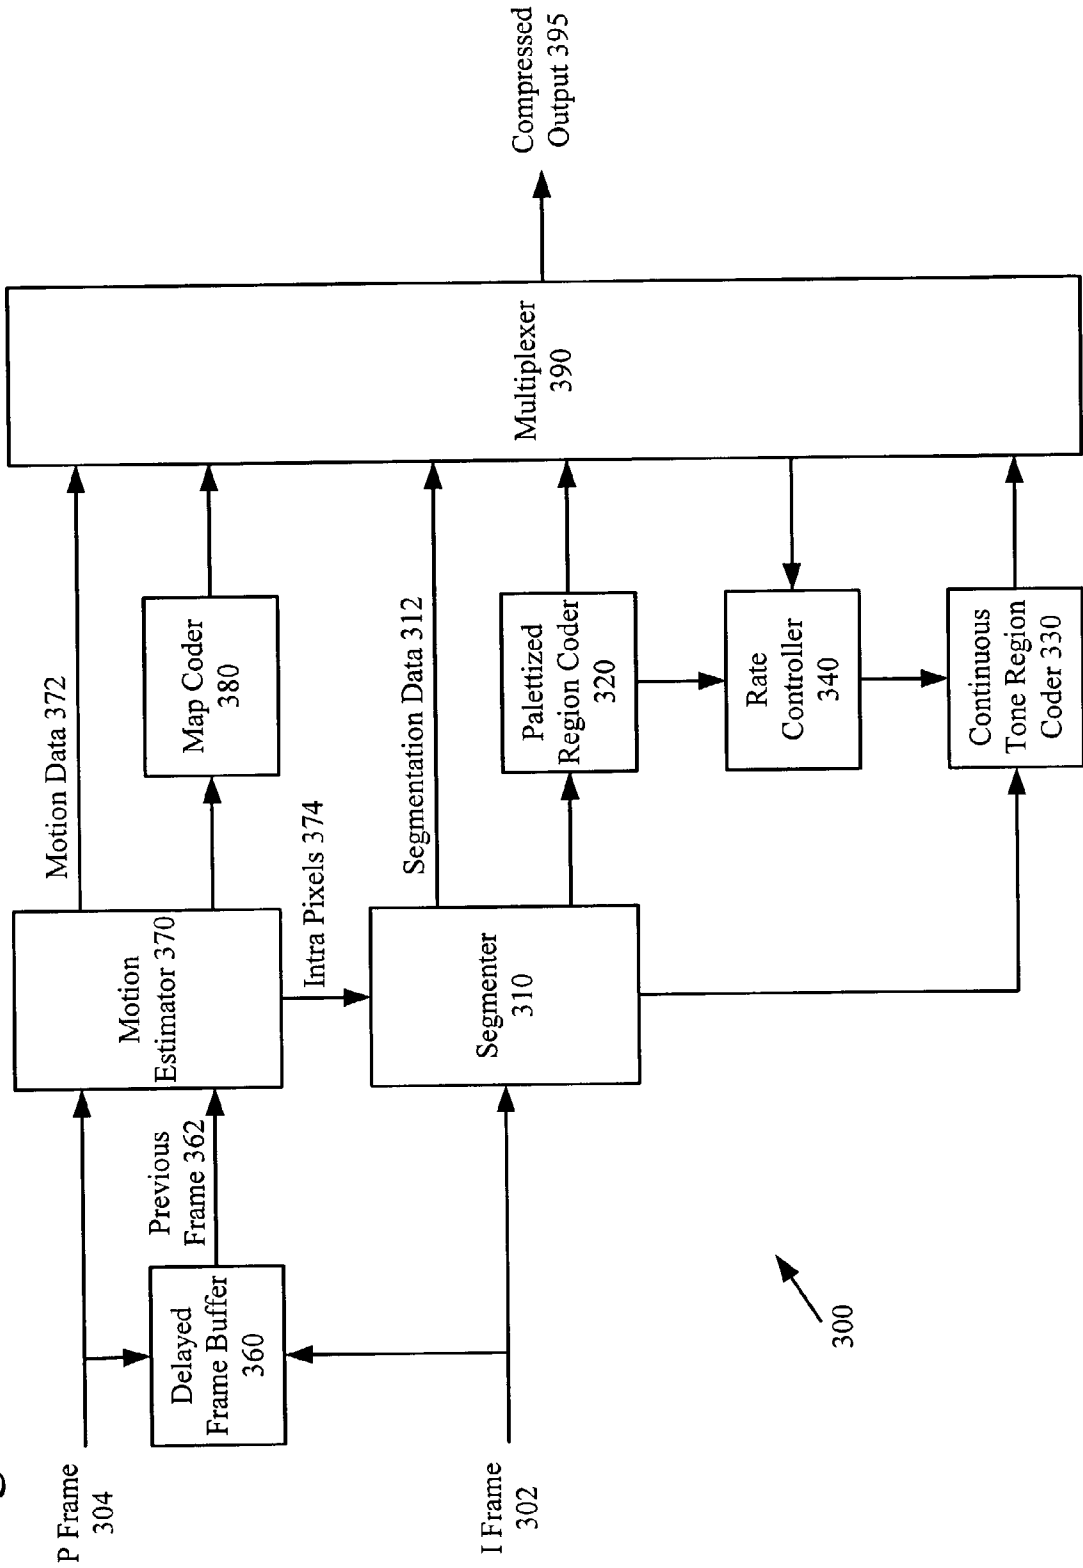 P Frame
304
Delayed
Frame Buffer
360
Previous
Frame 362
I Frame
302
Motion
Estimator 370
Motion Data 372
Map Coder
380
Intra Pixels 374
Segmenter
310
Segmentation Data 312
Palettized
Region Coder
320
Rate
Controller
340
Continuous
Tone Region
Coder 330
Multiplexer
390
Compressed
Output 395
300